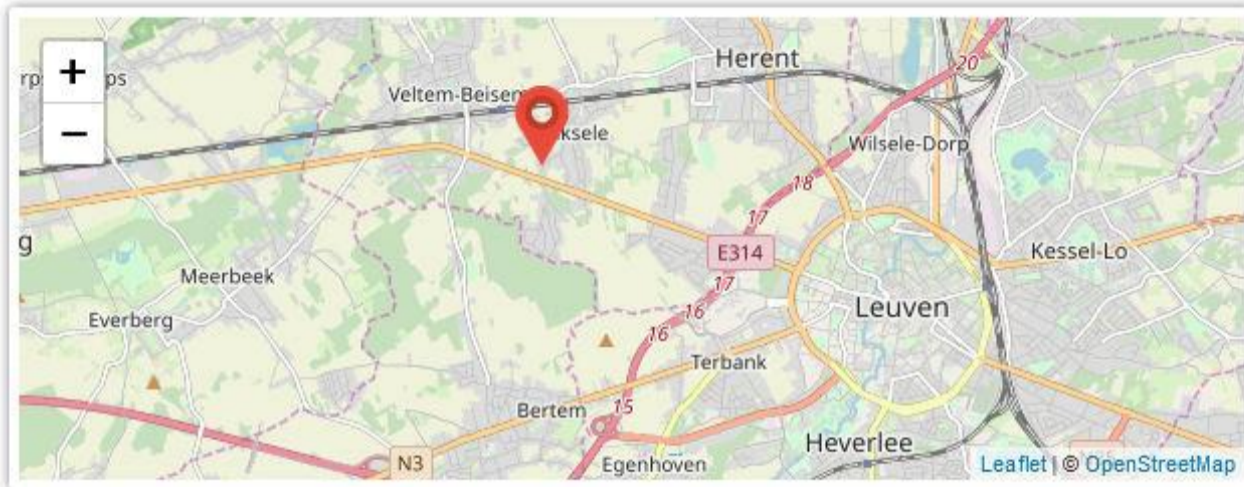 +
−
Herent
20
Veltem-Beisem
ksele
Wilsele-Dorp
18
17
E314
Kessel-Lo
17
Meerbeek
16
Leuven
Everberg
16
Terbank
Bertem
15
Heverlee
N3
Egenhoven
Leaflet | © OpenStreetMap